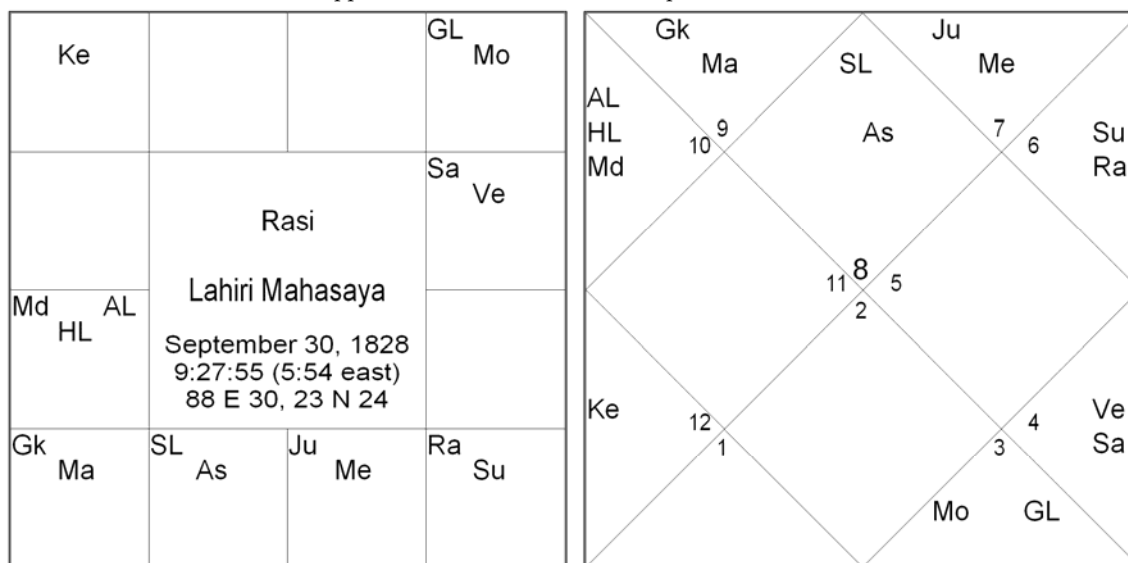 Ke
GL
Mo
Sa
Ve
Rasi
Lahiri Mahasaya
September 30, 1828
9:27:55 (5:54 east)
88 E 30, 23 N 24
Md AL
HL
Gk
Ma
SL
As
Ju
Me
Ra
Su
Gk
Ma
SL
Ju
Me
AL
HL
Md
As
9
10
7
6
Su
Ra
8
11 5
2
Ke
12
1
4
3
Ve
Sa
Mo GL